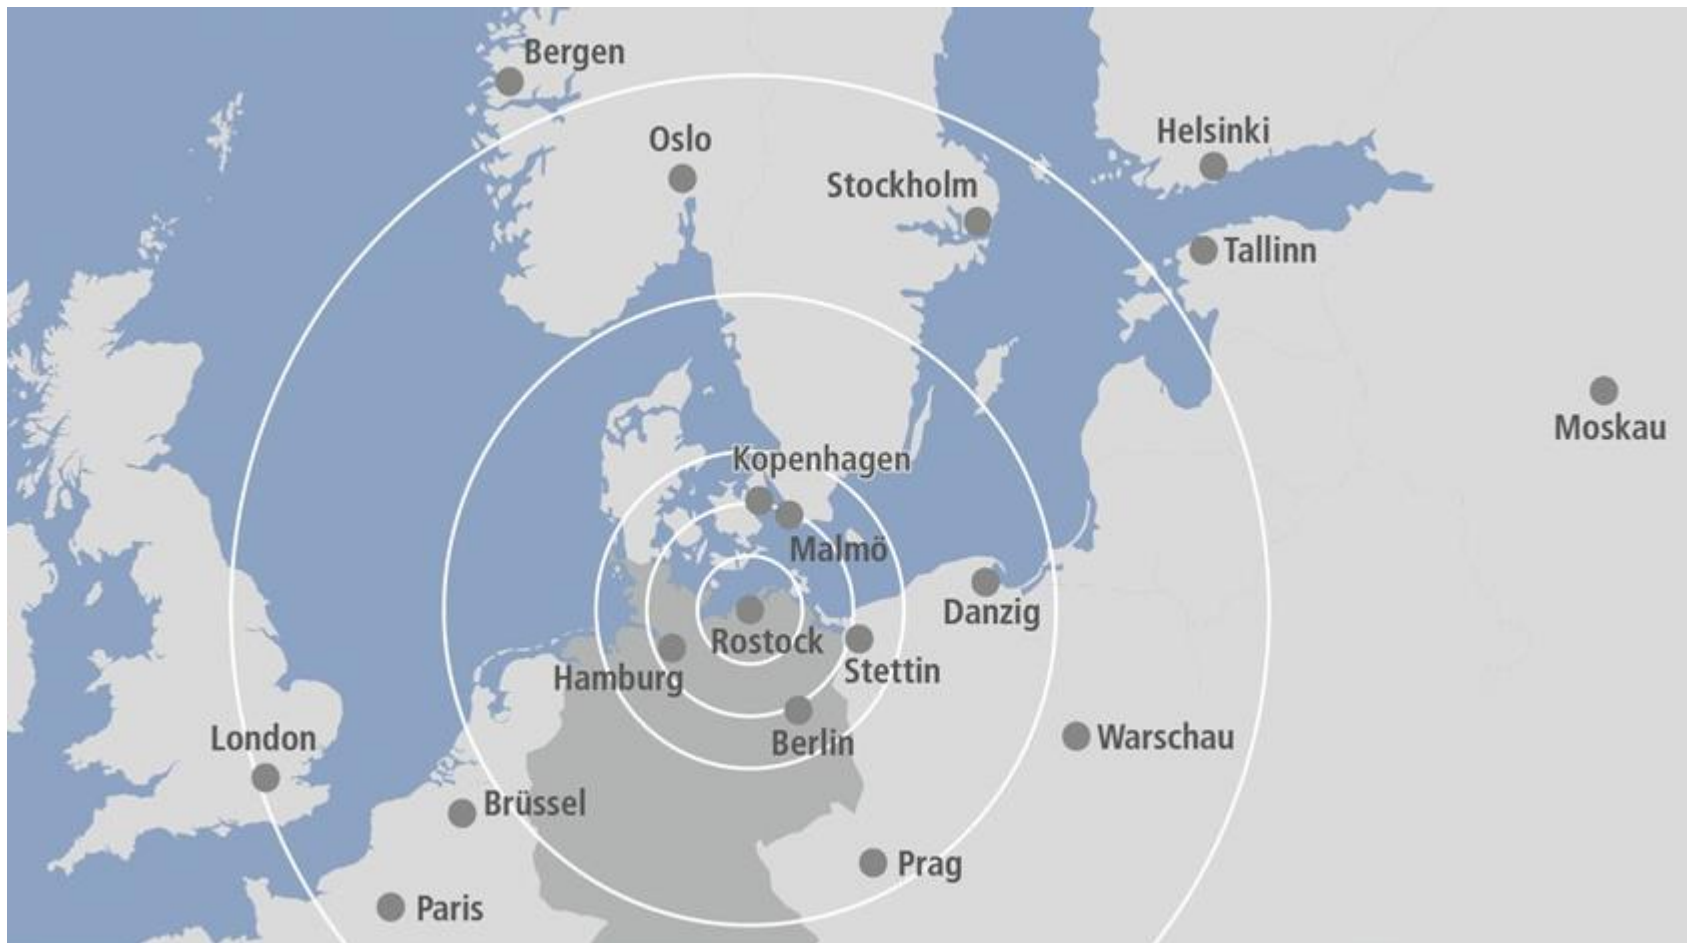 Bergen
Oslo
Helsinki
Stockholm
Tallinn
Moskau
Kopenhagen
Malmö
Danzig
Rostock
Stettin
Hamburg
London
Berlin
Warschau
Brüssel
Prag
Paris